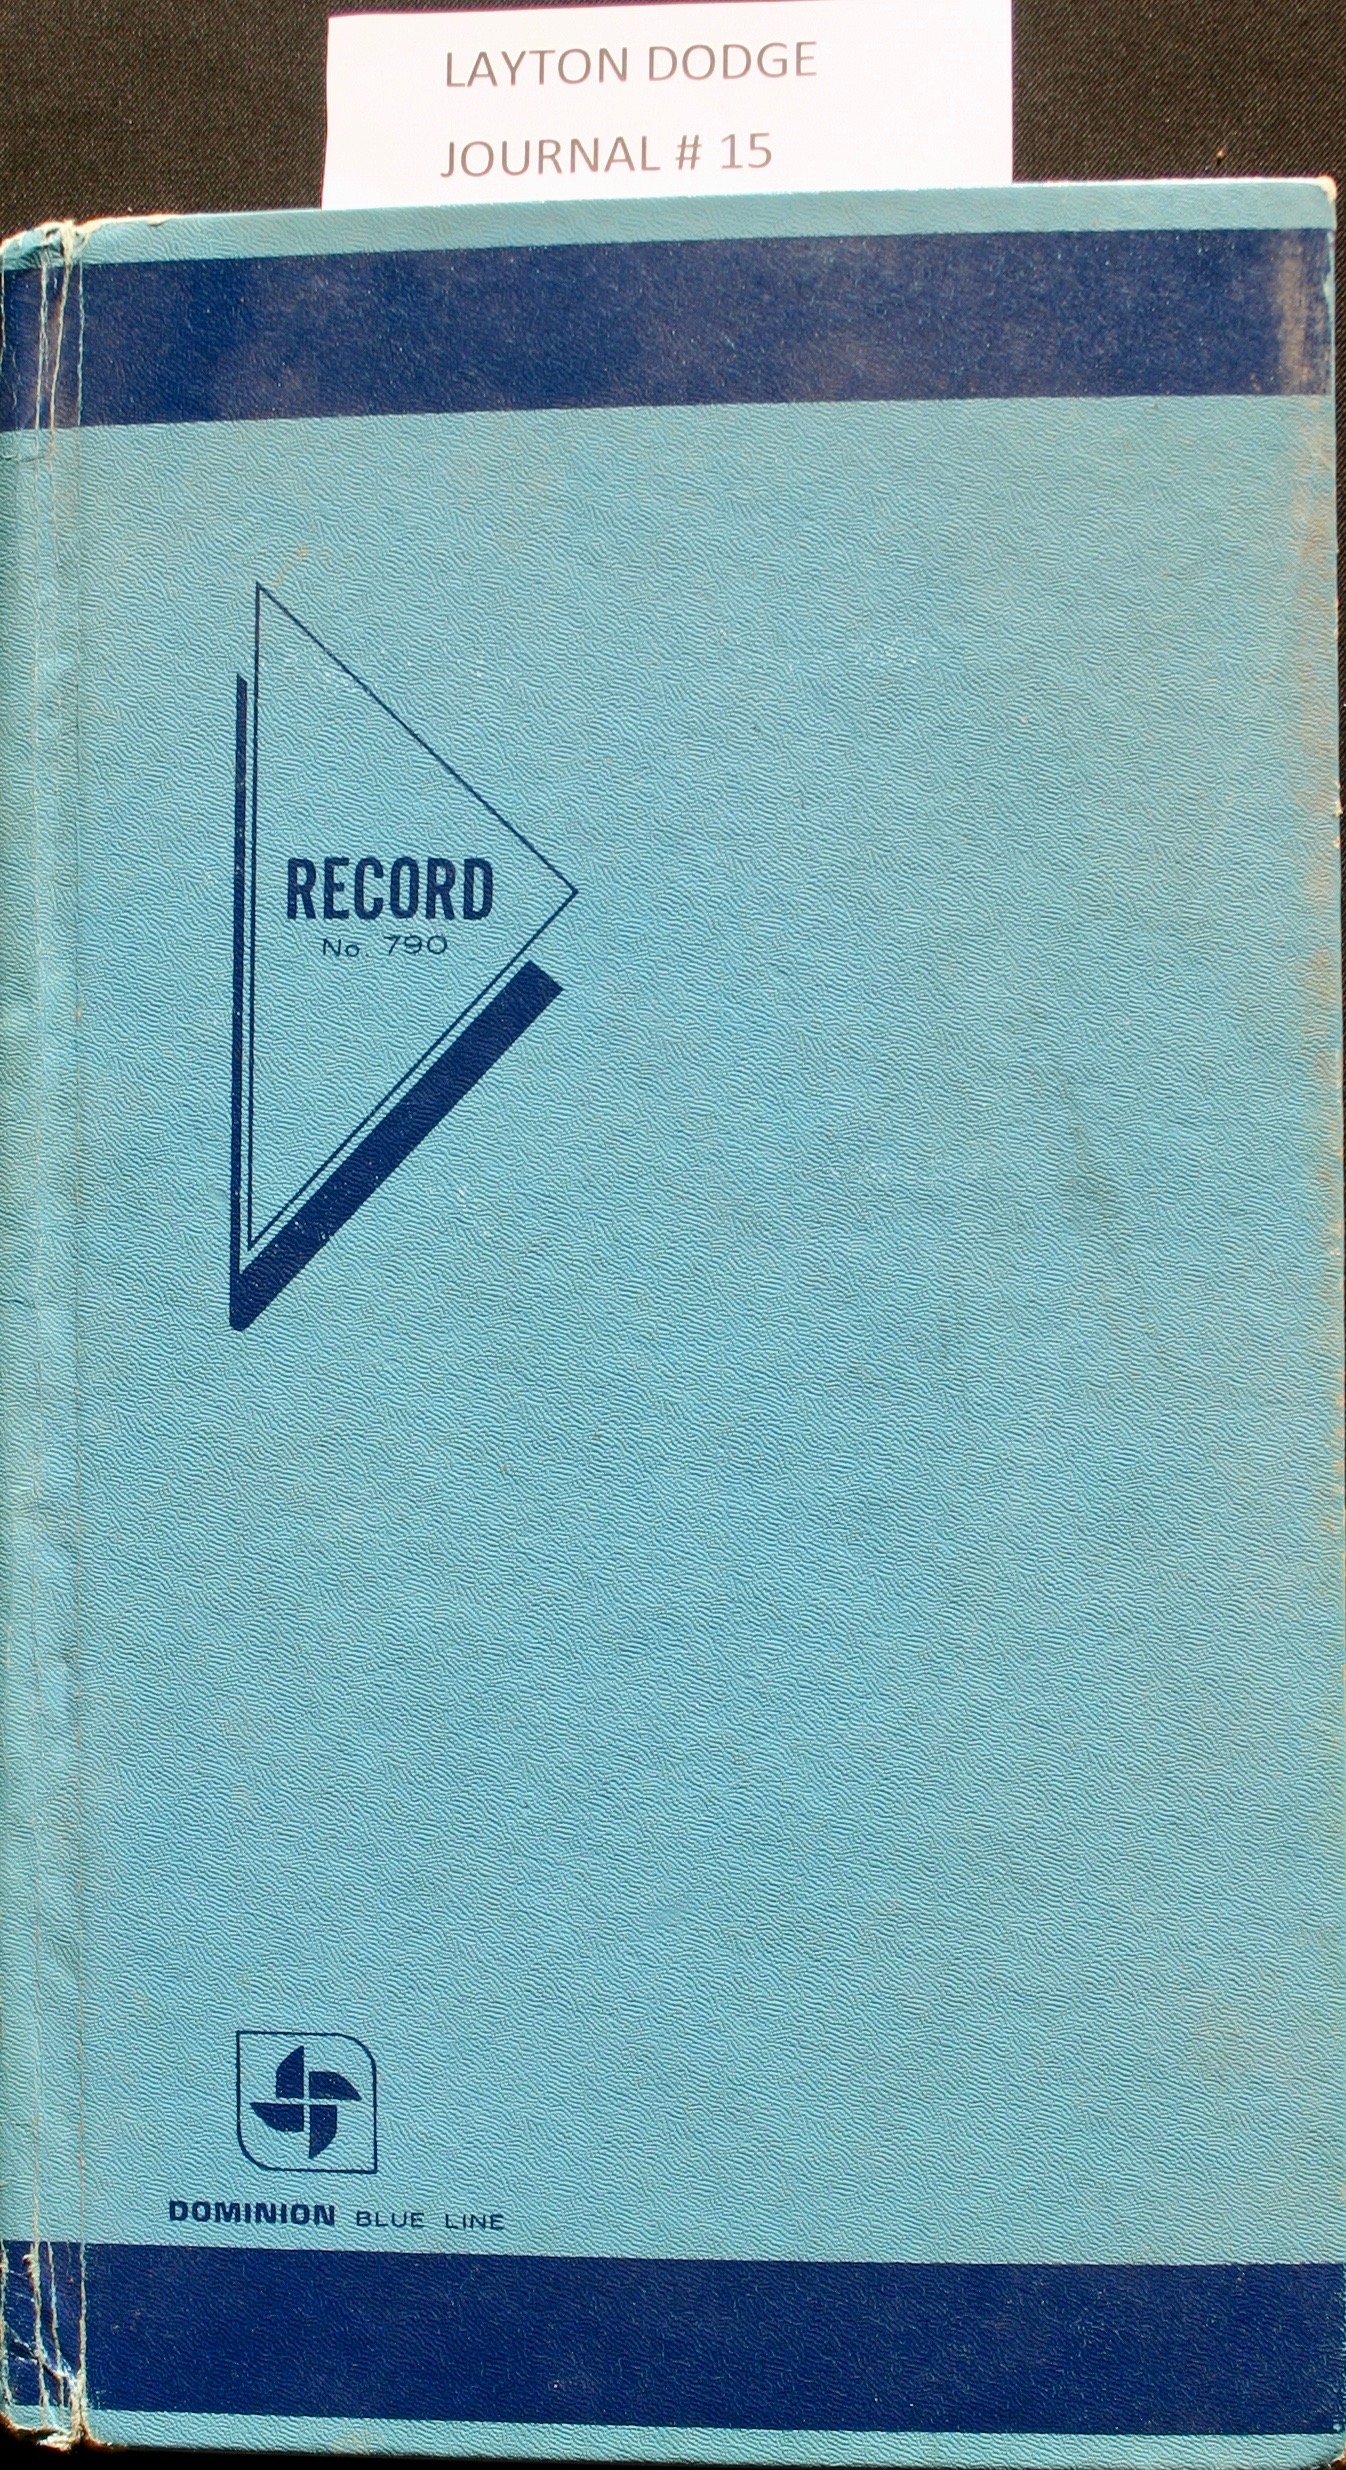 LAYTON DODGE
JOURNAL # 15
RECORD
No. 790
DOMINION BLUE LINE